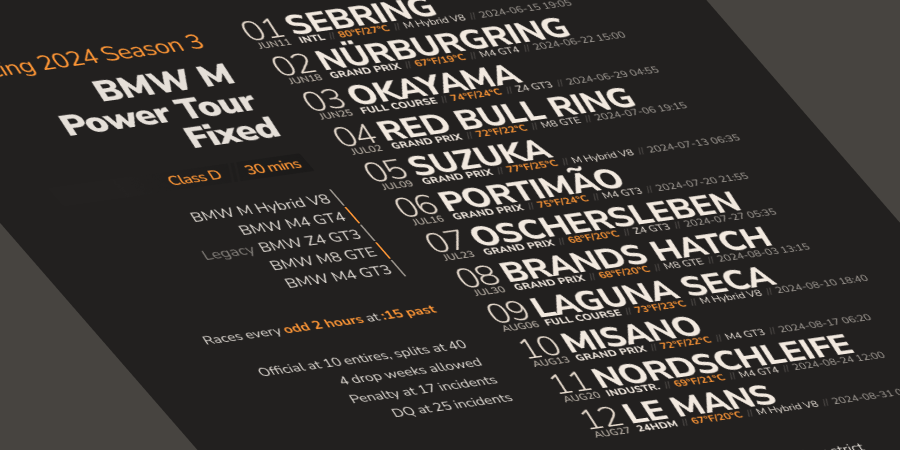 ing 2024 Season 3
BMW M
Power Tour
Fixed
Class D // 30 mins
BMW M Hybrid V8
BMW M4 GT4
Legacy BMW Z4 GT3
BMW M8 GTE
BMW M4 GT3
Races every odd 2 hours at :15 past
Official at 10 entires, splits at 40
4 drop weeks allowed
Penalty at 17 incidents
DQ at 25 incidents
01 SEBRING
JUN11 INTL // 80°F/27°C // M Hybrid V8 // 2024-06-15 19:05
02 NÜRBURGRING
JUN18 GRAND PRIX // 67°F/19°C // M4 GT4 // 2024-06-22 15:00
03 OKAYAMA
JUN25 FULL COURSE // 74°F/24°C // Z4 GT3 // 2024-06-29 04:55
04 RED BULL RING
JUL02 GRAND PRIX // 72°F/22°C // M8 GTE // 2024-07-06 19:15
05 SUZUKA
JUL09 GRAND PRIX // 77°F/25°C // M Hybrid V8 // 2024-07-13 06:35
06 PORTIMÃO
JUL16 GRAND PRIX // 75°F/24°C // M4 GT3 // 2024-07-20 21:55
07 OSCHERSLEBEN
JUL23 GRAND PRIX // 68°F/20°C // Z4 GT3 // 2024-07-27 05:35
08 BRANDS HATCH
JUL30 GRAND PRIX // 68°F/20°C // M8 GTE // 2024-08-03 13:15
09 LAGUNA SECA
AUG06 FULL COURSE // 73°F/23°C // M Hybrid V8 // 2024-08-10 18:40
10 MISANO
AUG13 GRAND PRIX // 72°F/22°C // M4 GT3 // 2024-08-17 06:20
11 NORDSCHLEIFE
AUG20 INDUSTR. // 69°F/21°C // M4 GT4 // 2024-08-24 12:00
12 LE MANS
AUG27 24HDM // 67°F/20°C // M Hybrid V8 // 2024-08-31 0
strict